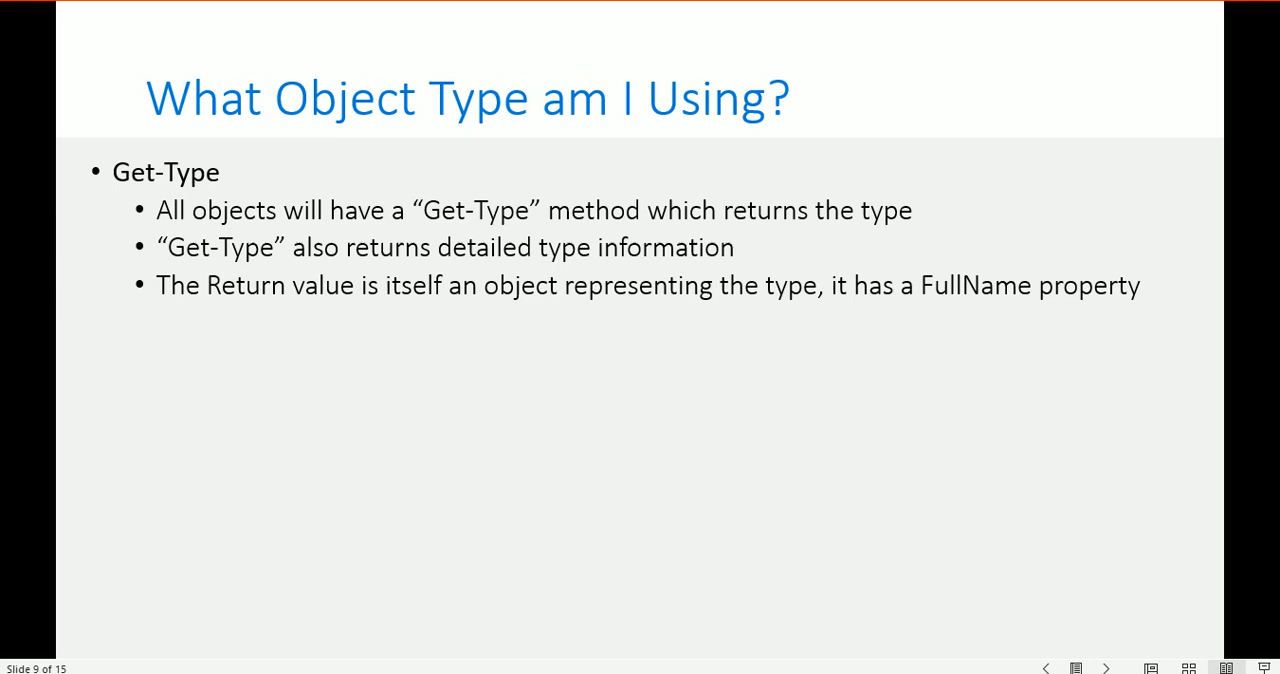 What Object Type am I Using?
• Get-Type
• All objects will have a “Get-Type” method which returns the type
• “Get-Type” also returns detailed type information
• The Return value is itself an object representing the type, it has a FullName property
Slide 9 of 15